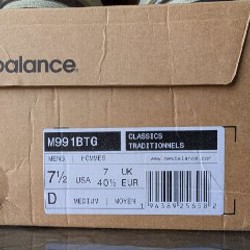 balance
M991BTG
CLASSICS
TRADITIONNELS
MENS | HOMMES
www.newbalance.com
7½ USA 7 UK
40½ EUR
D MEDIUM | MOYEN